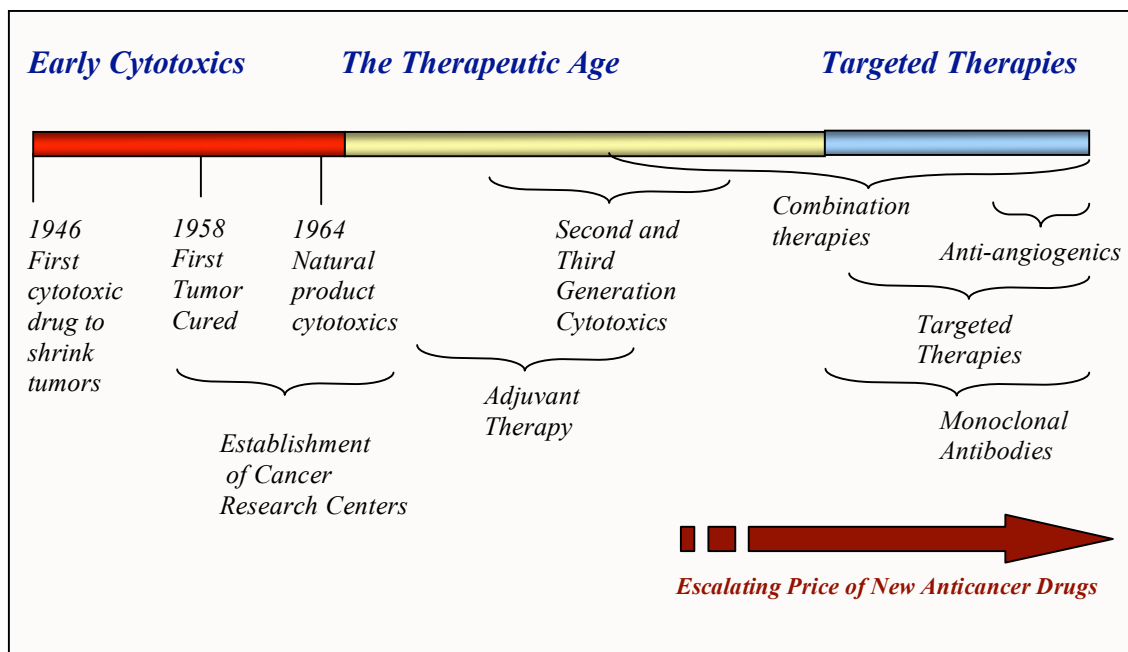 Early Cytotoxics
The Therapeutic Age
Targeted Therapies
1946
First
cytotoxic
drug to
shrink
tumors
1958
First
Tumor
Cured
1964
Natural
product
cytotoxics
Second and
Third
Generation
Cytotoxics
Combination
therapies
Anti-angiogenics
Targeted
Therapies
Monoclonal
Antibodies
Adjuvant
Therapy
Establishment
of Cancer
Research Centers
Escalating Price of New Anticancer Drugs